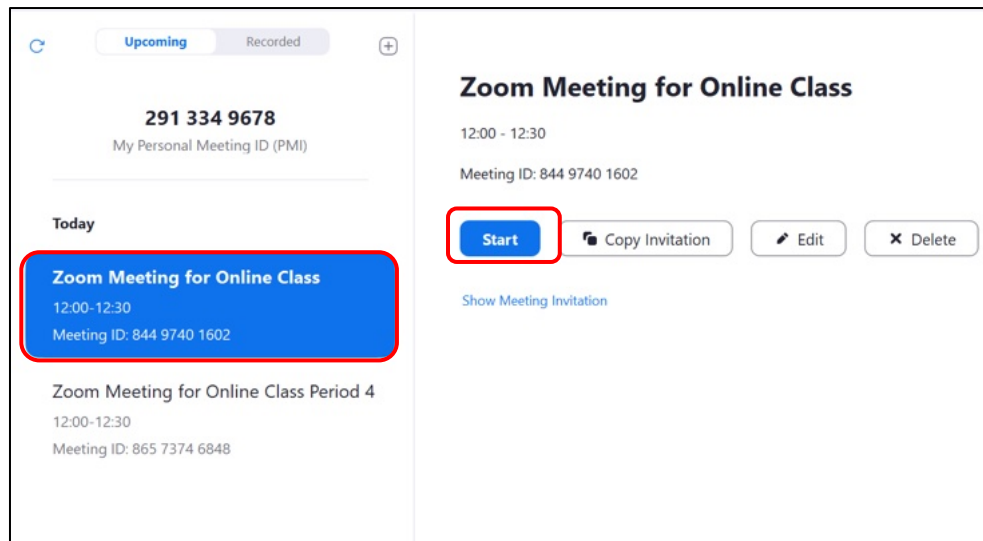 Upcoming
Recorded
291 334 9678
My Personal Meeting ID (PMI)
Today
Zoom Meeting for Online Class
12:00-12:30
Meeting ID: 844 9740 1602
Zoom Meeting for Online Class Period 4
12:00-12:30
Meeting ID: 865 7374 6848
Zoom Meeting for Online Class
12:00 - 12:30
Meeting ID: 844 9740 1602
Start
Copy Invitation
Edit
Delete
Show Meeting Invitation